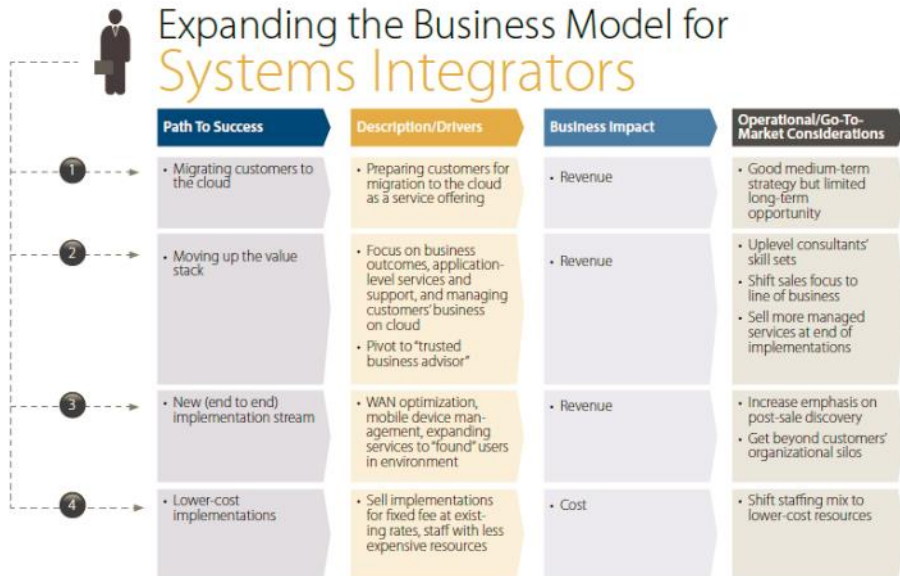 Expanding the Business Model for
Systems Integrators
Path To Success
Description/Drivers
Business Impact
Operational/Go-To-
Market Considerations
1
• Migrating customers to
the cloud
• Preparing customers for
migration to the cloud
as a service offering
• Revenue
• Good medium-term
strategy but limited
long-term
opportunity
2
• Moving up the value
stack
• Focus on business
outcomes, application-
level services and
support, and managing
customers' business
on cloud
• Pivot to "trusted
business advisor"
• Revenue
• Uplevel consultants'
skill sets
• Shift sales focus to
line of business
• Sell more managed
services at end of
implementations
3
• New (end to end)
implementation stream
• WAN optimization,
mobile device man-
agement, expanding
services to "found" users
in environment
• Revenue
• Increase emphasis on
post-sale discovery
• Get beyond customers'
organizational silos
4
• Lower-cost
implementations
• Sell implementations
for fixed fee at exist-
ing rates, staff with less
expensive resources
• Cost
• Shift staffing mix to
lower-cost resources